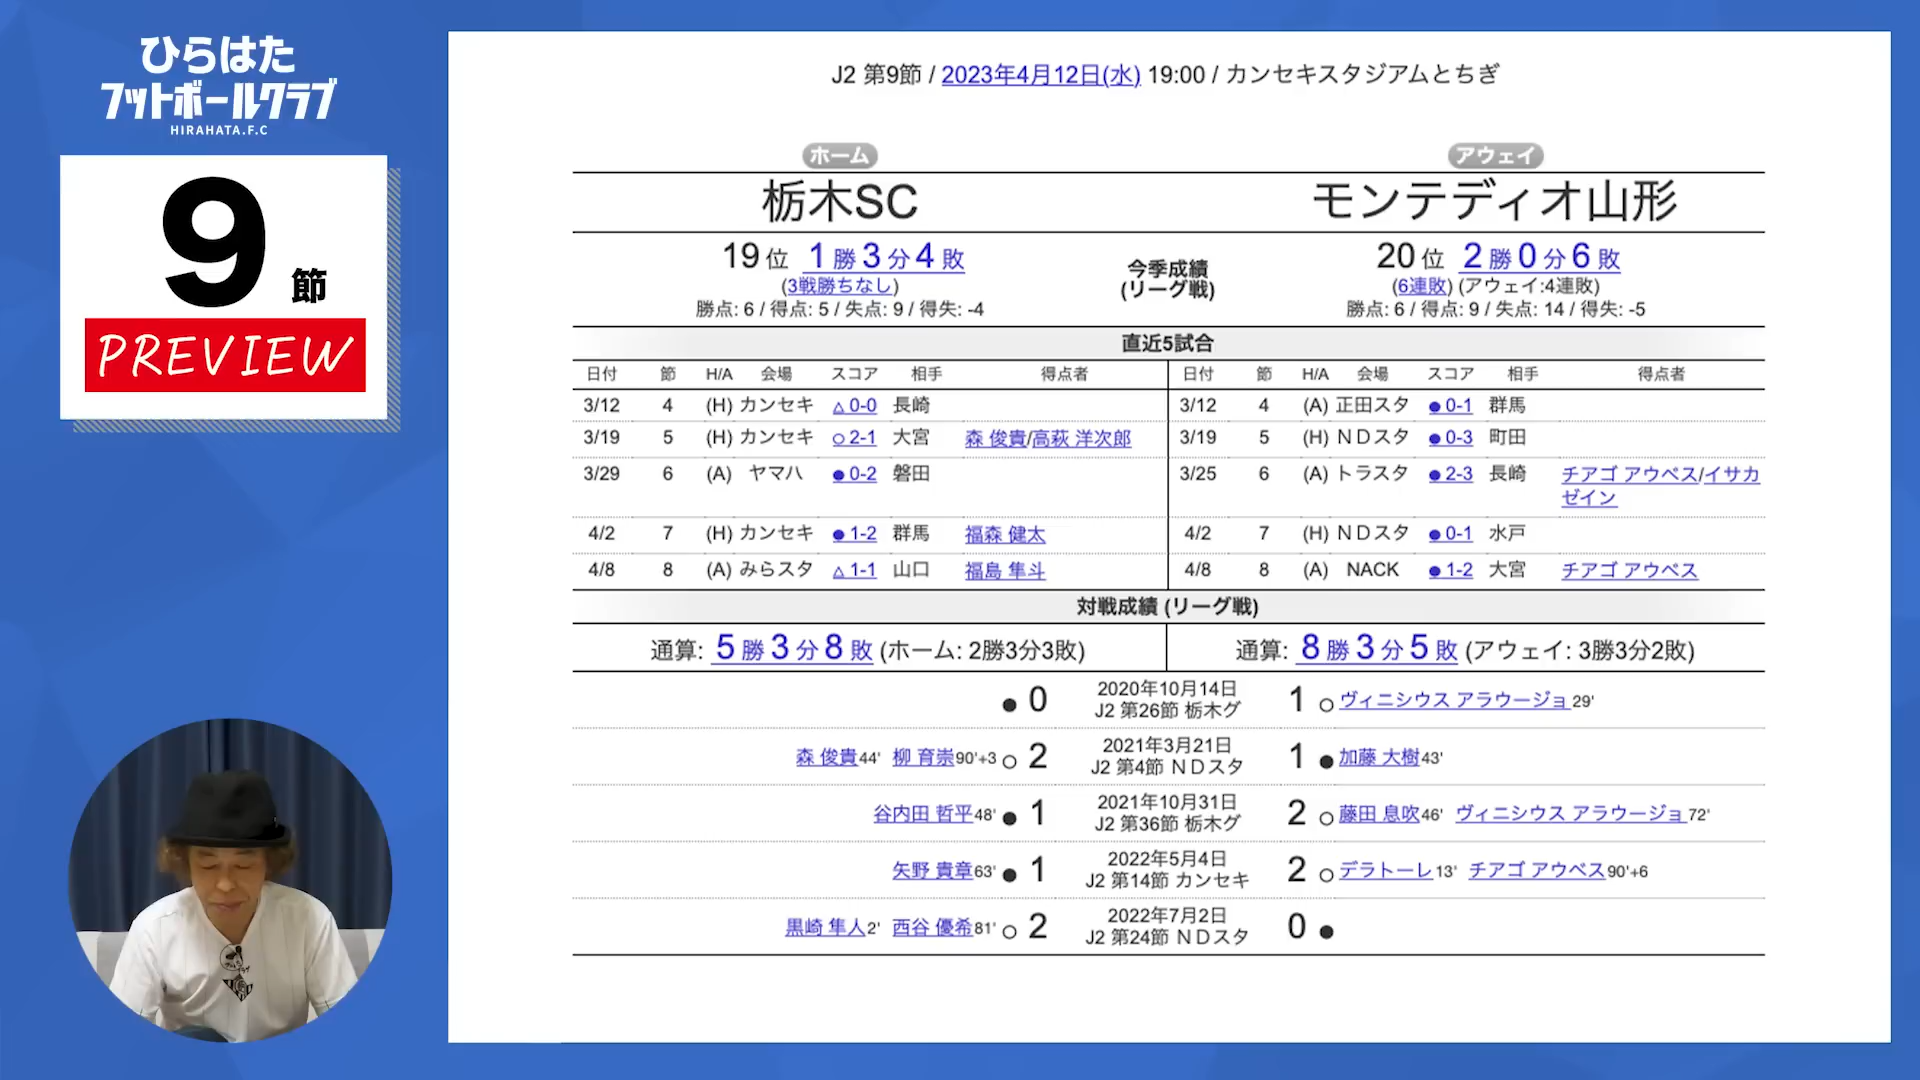 ひらはた
フットボールクラブ
HIRAHATA.F.C
9節
PREVIEW
J2 第9節 / 2023年4月12日(水) 19:00 / カンセキスタジアムとちぎ
ホーム アウェイ
栃木SC モンテディオ山形
19位 1勝3分4敗 今季成績 (リーグ戦) 20位 2勝0分6敗
(3戦勝ちなし) (6連敗) (アウェイ:4連敗)
勝点: 6 / 得点: 5 / 失点: 9 / 得失: -4 勝点: 6 / 得点: 9 / 失点: 14 / 得失: -5
直近5試合
日付 節 H/A 会場 スコア 相手 得点者 日付 節 H/A 会場 スコア 相手 得点者
3/12 4 (H) カンセキ △0-0 長崎 3/12 4 (A) 正田スタ ●0-1 群馬
3/19 5 (H) カンセキ ○2-1 大宮 森 俊貴/高萩 洋次郎 3/19 5 (H) NDスタ ●0-3 町田
3/29 6 (A) ヤマハ ●0-2 磐田 3/25 6 (A) トラスタ ●2-3 長崎 チアゴ アウベス/イサカ
ゼイン
4/2 7 (H) カンセキ ●1-2 群馬 福森 健太 4/2 7 (H) NDスタ ●0-1 水戸
4/8 8 (A) みらスタ △1-1 山口 福島 隼斗 4/8 8 (A) NACK ●1-2 大宮 チアゴ アウベス
対戦成績 (リーグ戦)
通算: 5勝3分8敗 (ホーム: 2勝3分3敗) 通算: 8勝3分5敗 (アウェイ: 3勝3分2敗)
●0 2020年10月14日 J2 第26節 栃木グ 1○ ヴィニシウス アラウージョ 29'
森 俊貴44' 柳 育崇90'+3 ○2 2021年3月21日 J2 第4節 NDスタ 1● 加藤 大樹43'
谷内田 哲平48' ●1 2021年10月31日 J2 第36節 栃木グ 2○ 藤田 息吹46' ヴィニシウス アラウージョ 72'
矢野 貴章63' ●1 2022年5月4日 J2 第14節 カンセキ 2○ デラトーレ13' チアゴ アウベス90'+6
黒崎 隼人2' 西谷 優希81' ○2 2022年7月2日 J2 第24節 NDスタ 0●